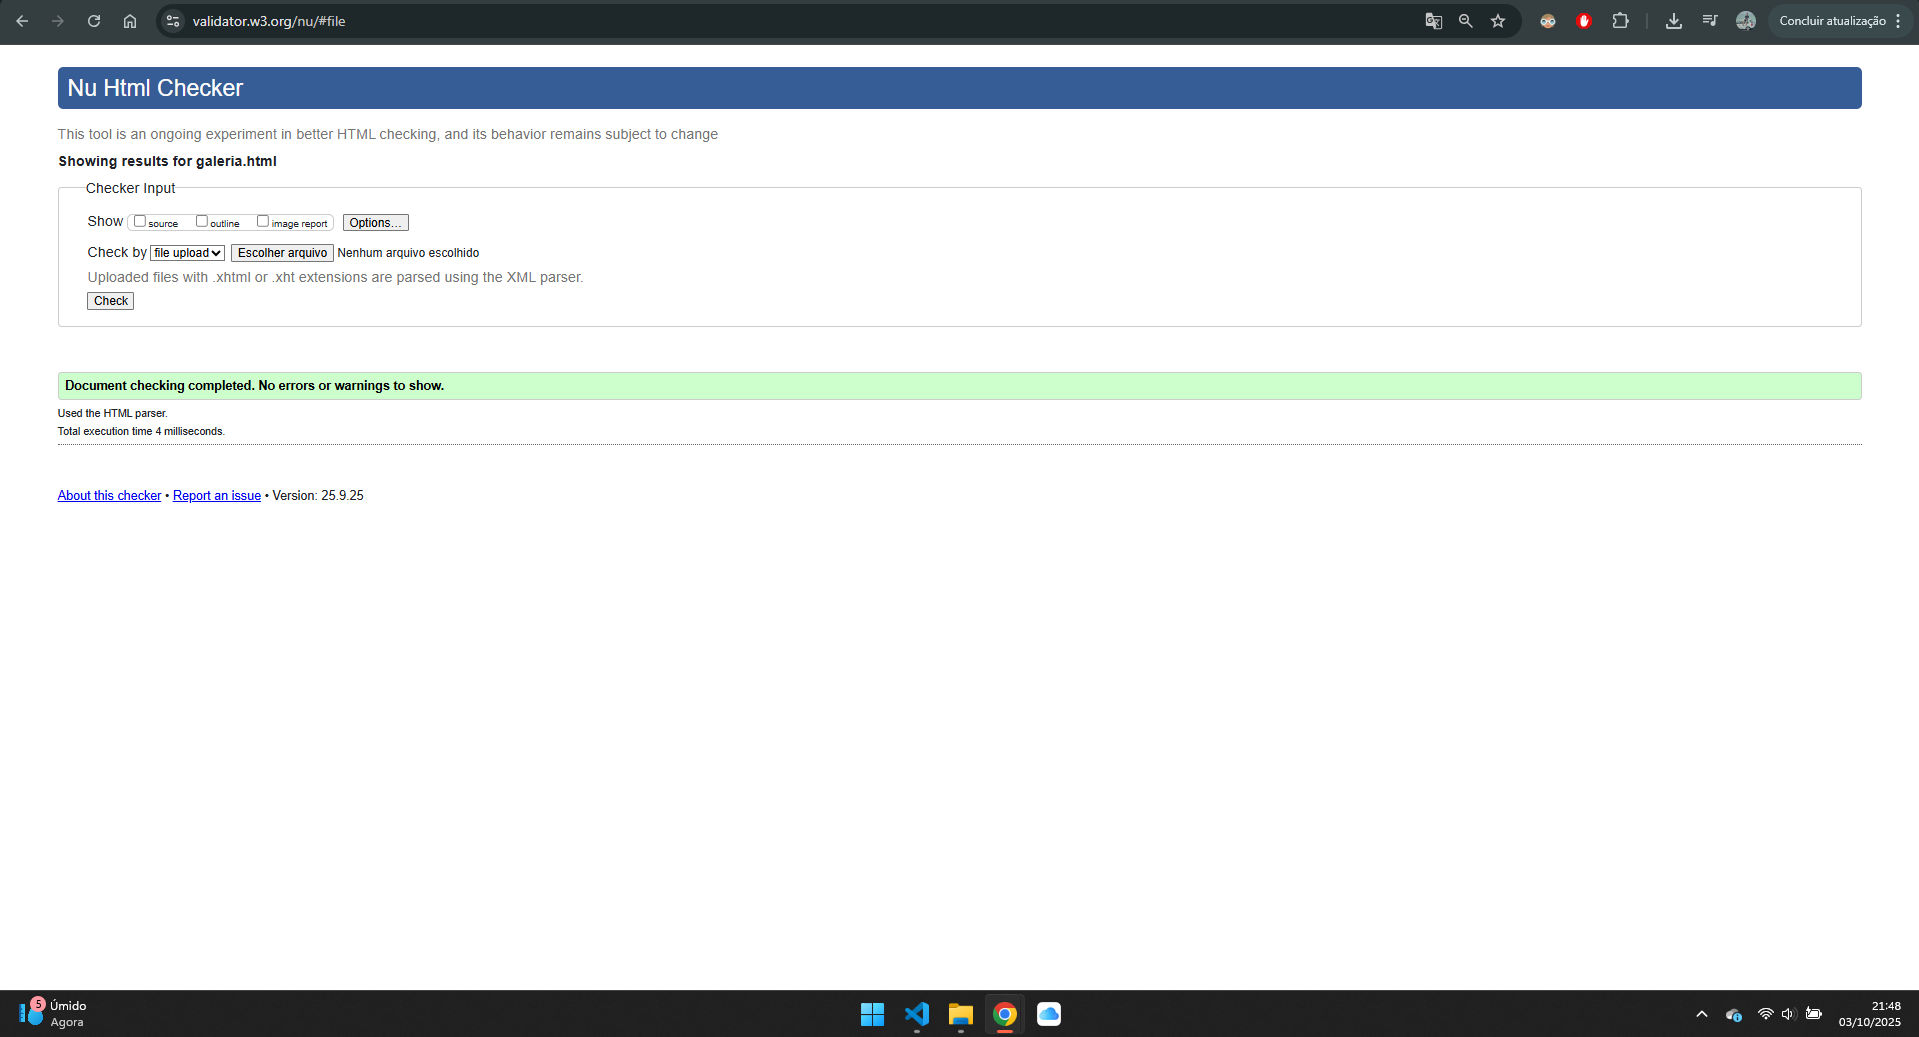 validator.w3.org/nu/#file
Concluir atualização
Nu Html Checker
This tool is an ongoing experiment in better HTML checking, and its behavior remains subject to change
Showing results for galeria.html
Checker Input
Show source outline image report Options...
Check by file upload Escolher arquivo Nenhum arquivo escolhido
Uploaded files with .xhtml or .xht extensions are parsed using the XML parser.
Check
Document checking completed. No errors or warnings to show.
Used the HTML parser.
Total execution time 4 milliseconds.
About this checker • Report an issue • Version: 25.9.25
5
Úmido
Agora
21:48
03/10/2025